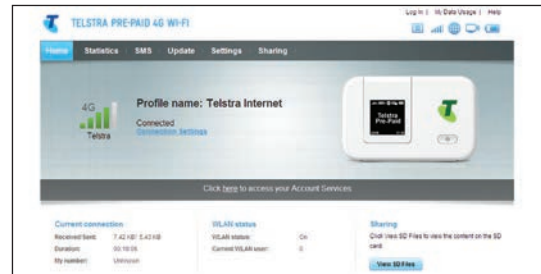 Log In | My Data Usage | Help
TELSTRA PRE-PAID 4G WI-FI
Home Statistics SMS Update Settings Sharing
4G
Telstra
Profile name: Telstra Internet
Connected
Connection Settings
Telstra
Pre-Paid
Click here to access your Account Services
Current connection
Received/Sent: 7.42 KB/ 5.43 KB
Duration:
My number: Unknown
WLAN status
WLAN status: On
Current WLAN user: 0
Sharing
Click View SD Files to view the content on the SD
card.
View SD Files